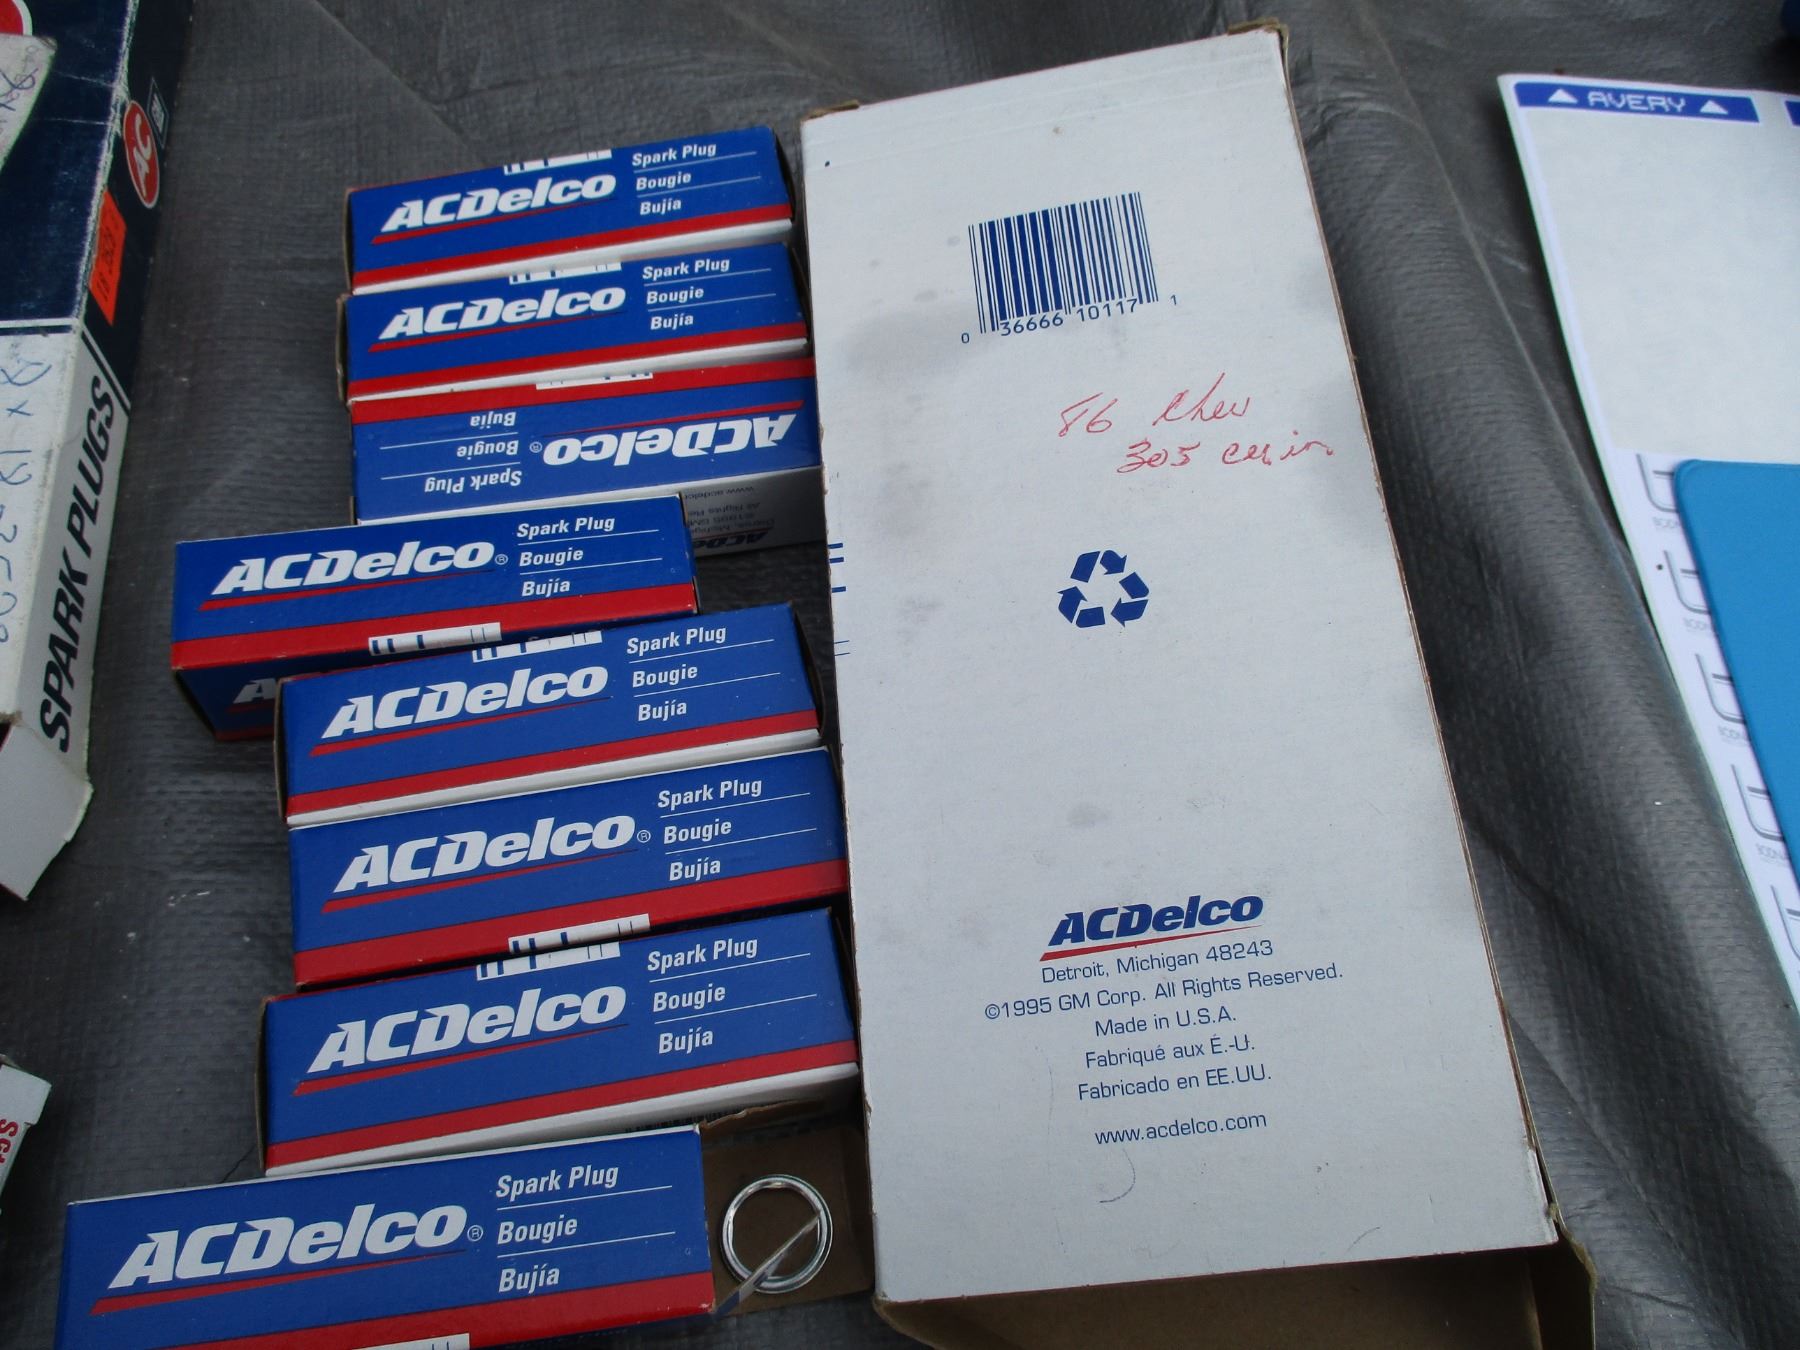 AC
GM
SPARK PLUGS
ACDelco
Spark Plug
Bougie
Bujía
ACDelco
Spark Plug
Bougie
Bujía
ACDelco®
Spark Plug
Bougie
Bujía
ACDelco®
Spark Plug
Bougie
Bujía
ACDelco
Spark Plug
Bougie
Bujía
ACDelco®
Spark Plug
Bougie
Bujía
ACDelco
Spark Plug
Bougie
Bujía
ACDelco®
Spark Plug
Bougie
Bujía
0 36666 10117 1
86 Chev
305 cu in
ACDelco
Detroit, Michigan 48243
©1995 GM Corp. All Rights Reserved.
Made in U.S.A.
Fabriqué aux É.-U.
Fabricado en EE.UU.
www.acdelco.com
AVERY